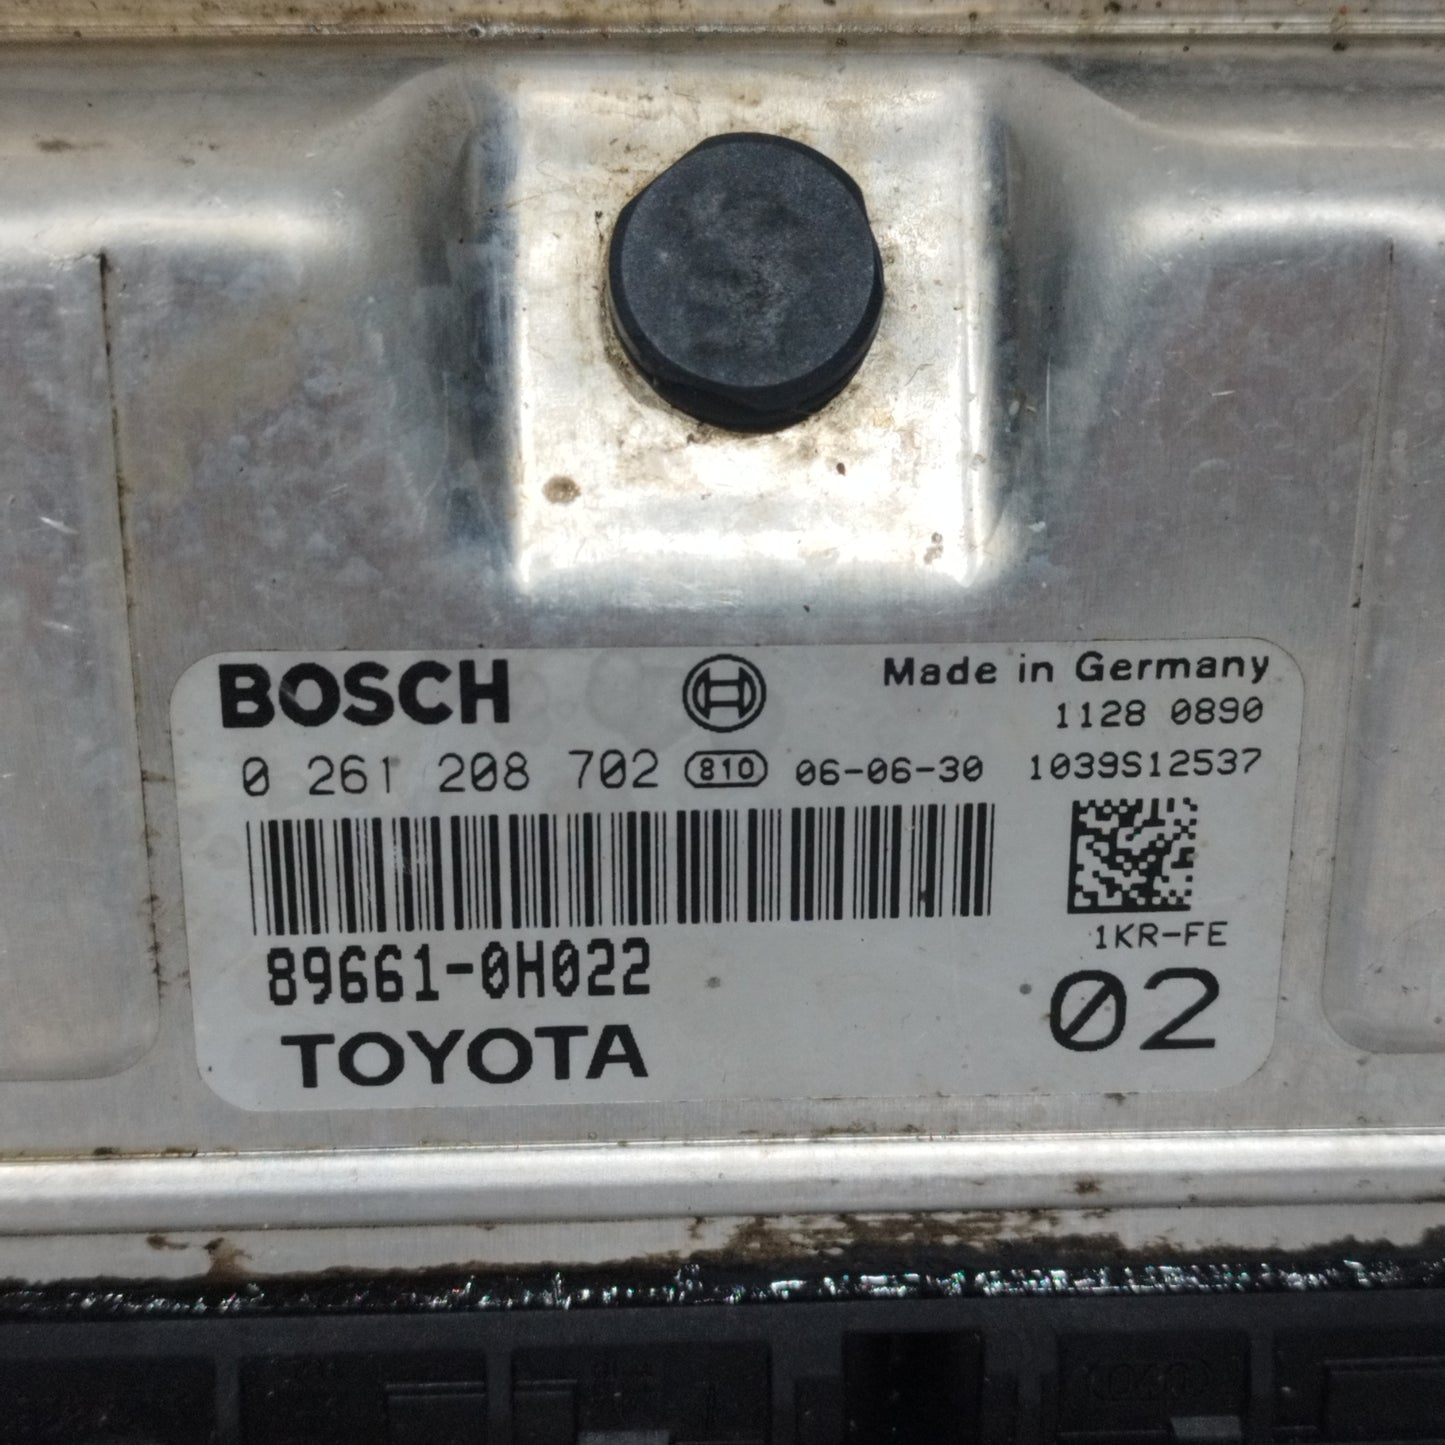 BOSCH
Made in Germany
1128 0890
0 261 208 702 810 06-06-30 1039S12537
1KR-FE
89661-0H022
02
TOYOTA